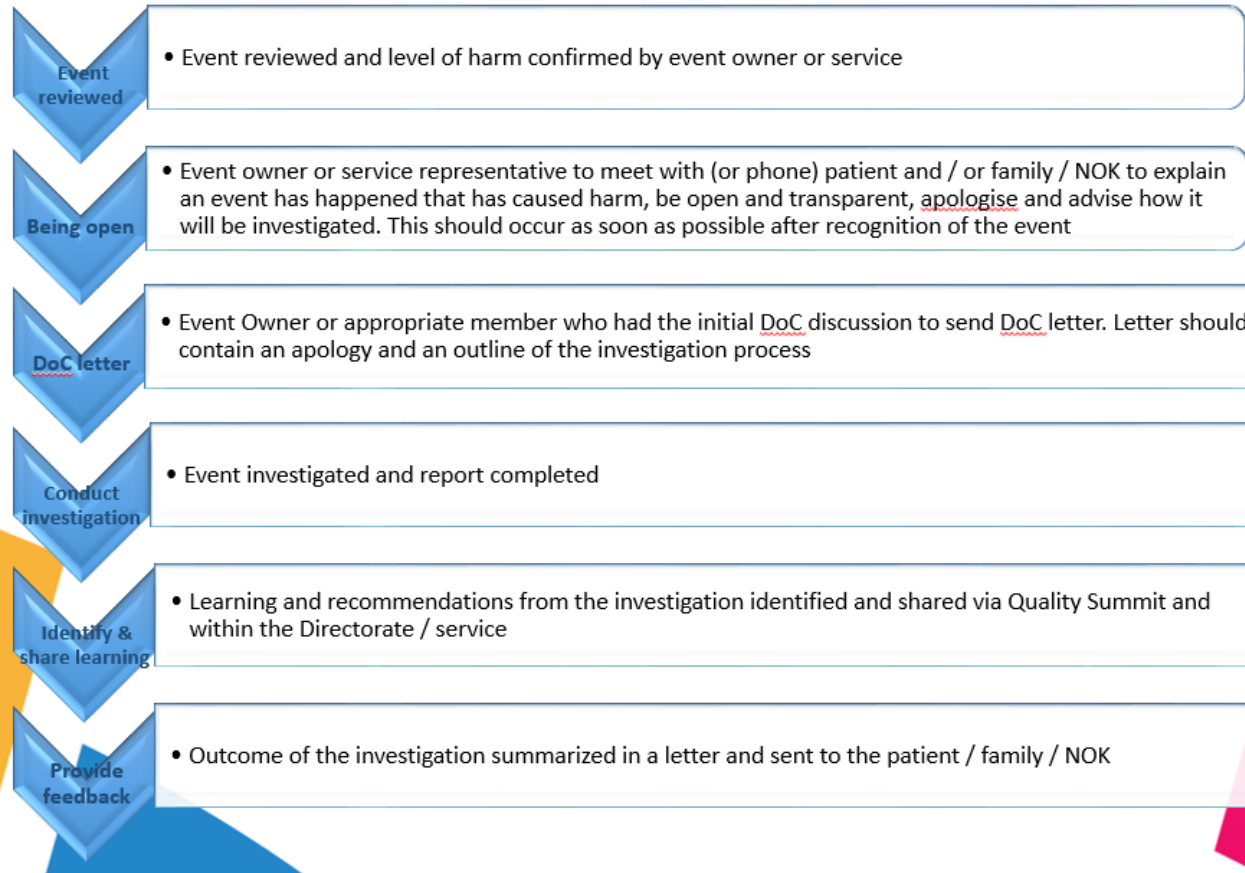 Event
reviewed
• Event reviewed and level of harm confirmed by event owner or service
Being open
• Event owner or service representative to meet with (or phone) patient and / or family / NOK to explain
an event has happened that has caused harm, be open and transparent, apologise and advise how it
will be investigated. This should occur as soon as possible after recognition of the event
DoC letter
• Event Owner or appropriate member who had the initial DoC discussion to send DoC letter. Letter should
contain an apology and an outline of the investigation process
Conduct
investigation
• Event investigated and report completed
Identify &
share learning
• Learning and recommendations from the investigation identified and shared via Quality Summit and
within the Directorate / service
Provide
feedback
• Outcome of the investigation summarized in a letter and sent to the patient / family / NOK